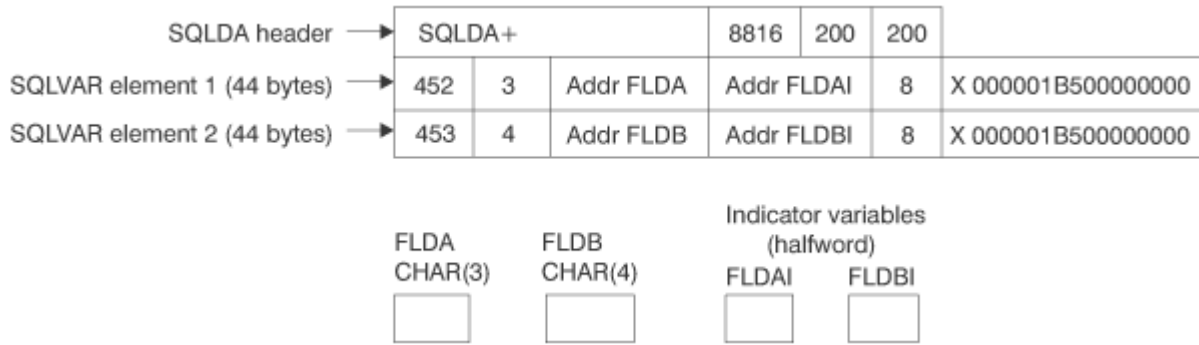 SQLDA header SQLDA+ 8816 200 200
SQLVAR element 1 (44 bytes) 452 3 Addr FLDA Addr FLDAI 8 X 000001B500000000
SQLVAR element 2 (44 bytes) 453 4 Addr FLDB Addr FLDBI 8 X 000001B500000000
Indicator variables
(halfword)
FLDA FLDB
CHAR(3) CHAR(4) FLDAI FLDBI